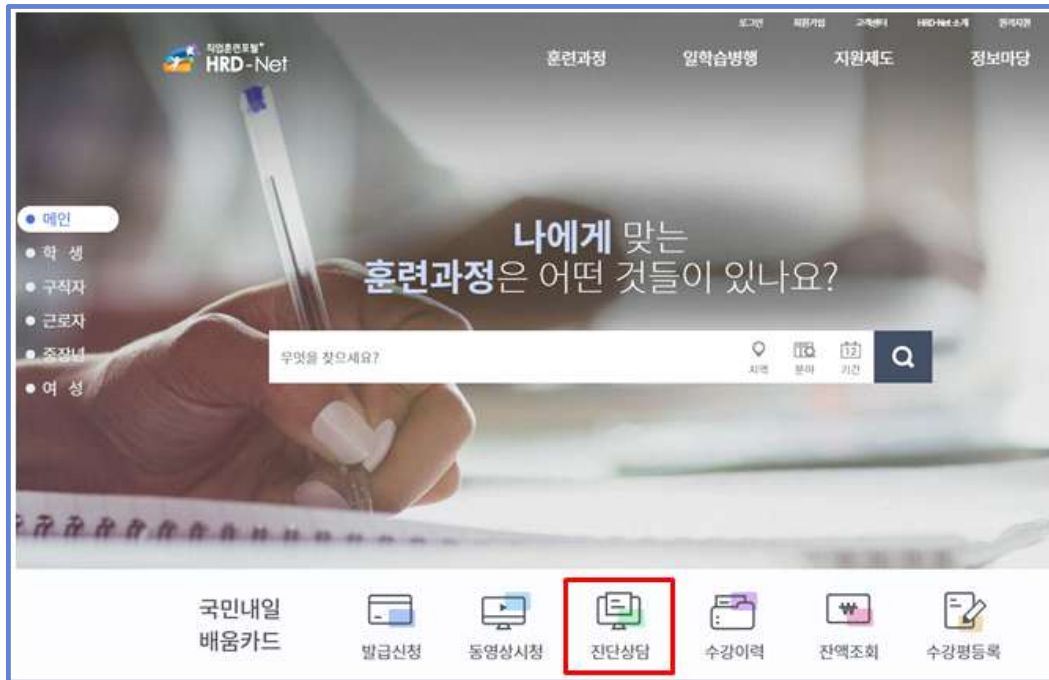 로그인 회원가입 고객센터 HRD-Net 소개 원격지원
직업훈련포털+
HRD-Net
훈련과정 일학습병행 지원제도 정보마당
메인
학 생
구직자
근로자
중장년
여 성
나에게 맞는
훈련과정은 어떤 것들이 있나요?
무엇을 찾으세요?
지역 분야 기간
12
국민내일
배움카드
발급신청 동영상시청 진단상담 수강이력 잔액조회 수강평등록